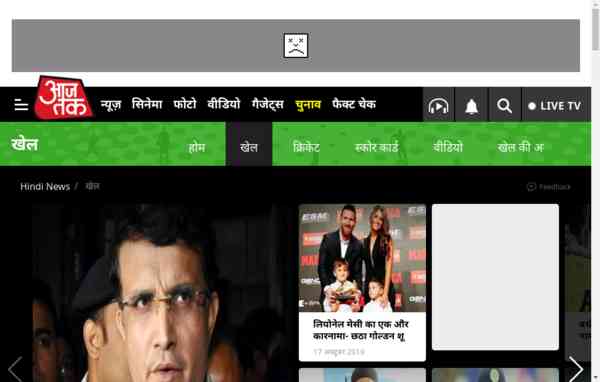 आज
तक
न्यूज़ सिनेमा फोटो वीडियो गैजेट्स चुनाव फैक्ट चेक
LIVE TV
खेल
होम खेल क्रिकेट स्कोर कार्ड वीडियो खेल की
Hindi News / खेल
Feedback
लियोनेल मेसी का एक और
कारनामा- छठा गोल्डन शू
17 अक्टूबर 2019